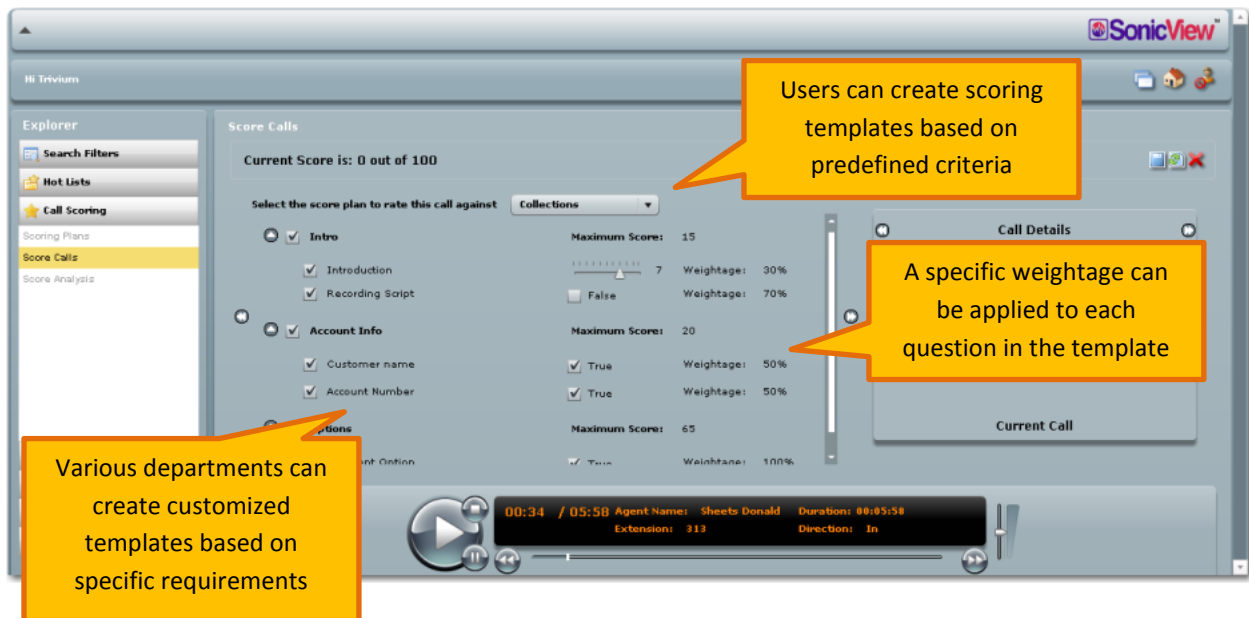 SonicView™
Hi Trivium
Users can create scoring
templates based on
predefined criteria
Explorer
Search Filters
Hot Lists
Call Scoring
Scoring Plans
Score Calls
Score Analysis
Score Calls
Current Score is: 0 out of 100
Select the score plan to rate this call against Collections
Intro Maximum Score: 15
Introduction 7 Weightage: 30%
Recording Script False Weightage: 70%
Account Info Maximum Score: 20
Customer name True Weightage: 50%
Account Number True Weightage: 50%
Maximum Score: 65
Option True Weightage: 100%
Call Details
A specific weightage can
be applied to each
question in the template
Current Call
Various departments can
create customized
templates based on
specific requirements
00:34 / 05:58 Agent Name: Sheets Donald Duration: 00:05:58
Extension: 313 Direction: In